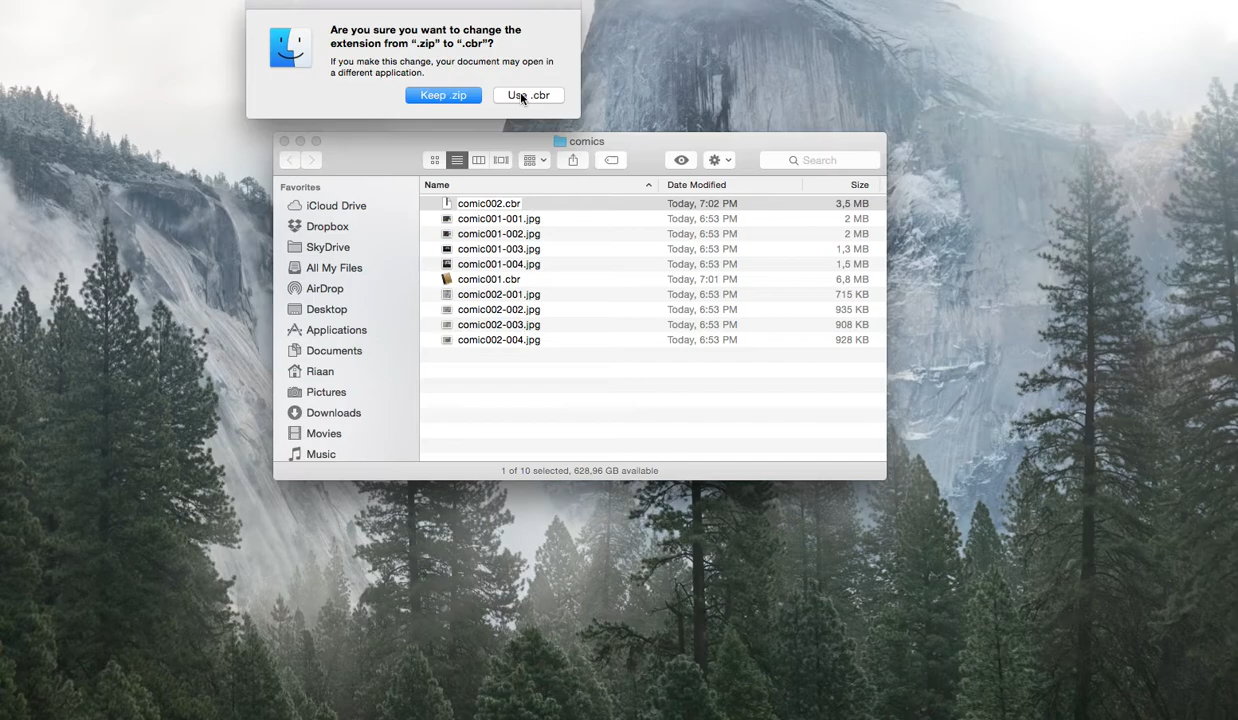 Are you sure you want to change the
extension from “.zip” to “.cbr”?
If you make this change, your document may open in
a different application.
Keep .zip
Use .cbr
comics
Search
Favorites
Name
Date Modified
Size
iCloud Drive
comic002.cbr Today, 7:02 PM 3,5 MB
Dropbox
comic001-001.jpg Today, 6:53 PM 2 MB
comic001-002.jpg Today, 6:53 PM 2 MB
SkyDrive
comic001-003.jpg Today, 6:53 PM 1,3 MB
All My Files
comic001-004.jpg Today, 6:53 PM 1,5 MB
comic001.cbr Today, 7:01 PM 6,8 MB
AirDrop
comic002-001.jpg Today, 6:53 PM 715 KB
Desktop
comic002-002.jpg Today, 6:53 PM 935 KB
Applications
comic002-003.jpg Today, 6:53 PM 908 KB
comic002-004.jpg Today, 6:53 PM 928 KB
Documents
Riaan
Pictures
Downloads
Movies
Music
1 of 10 selected, 628,96 GB available